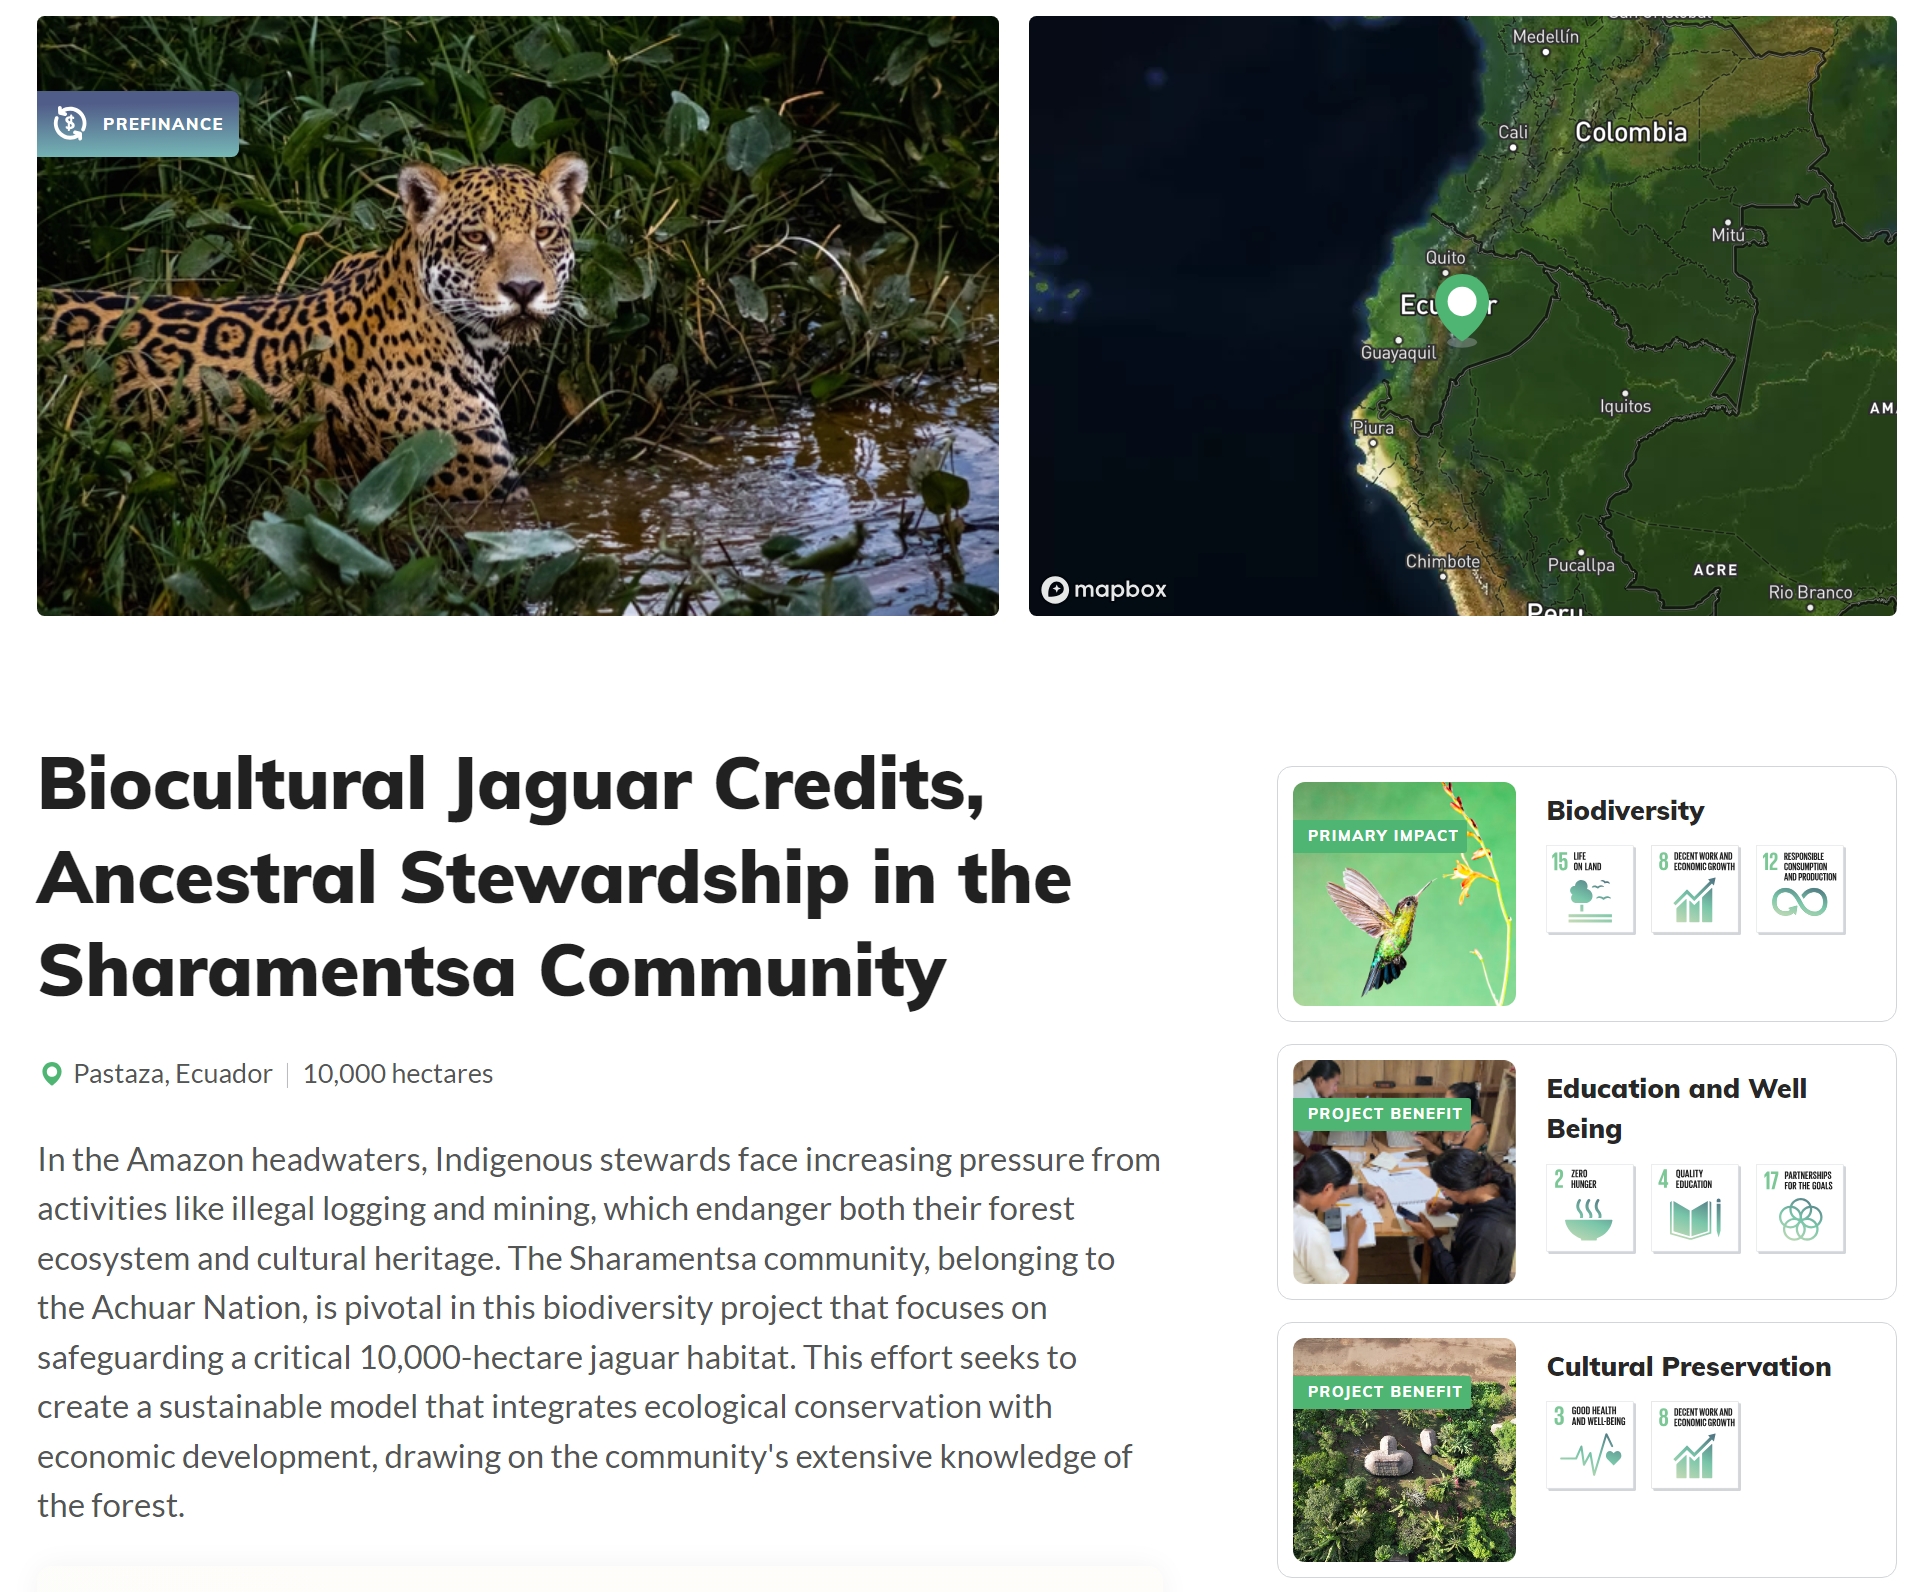 PREFINANCE
Medellín
Cali
Colombia
Mitú
Quito
Guayaquil
Iquitos
Piura
Chimbote
Pucallpa
ACRE
Rio Branco
Peru
mapbox
Biocultural Jaguar Credits,
Ancestral Stewardship in the
Sharamentsa Community
Pastaza, Ecuador
10,000 hectares
In the Amazon headwaters, Indigenous stewards face increasing pressure from
activities like illegal logging and mining, which endanger both their forest
ecosystem and cultural heritage. The Sharamentsa community, belonging to
the Achuar Nation, is pivotal in this biodiversity project that focuses on
safeguarding a critical 10,000-hectare jaguar habitat. This effort seeks to
create a sustainable model that integrates ecological conservation with
economic development, drawing on the community's extensive knowledge of
the forest.
PRIMARY IMPACT
Biodiversity
15 LIFE
ON LAND
8 DECENT WORK AND
ECONOMIC GROWTH
12 RESPONSIBLE
CONSUMPTION
AND PRODUCTION
PROJECT BENEFIT
Education and Well
Being
2 ZERO
HUNGER
4 QUALITY
EDUCATION
17 PARTNERSHIPS
FOR THE GOALS
PROJECT BENEFIT
Cultural Preservation
3 GOOD HEALTH
AND WELL-BEING
8 DECENT WORK AND
ECONOMIC GROWTH